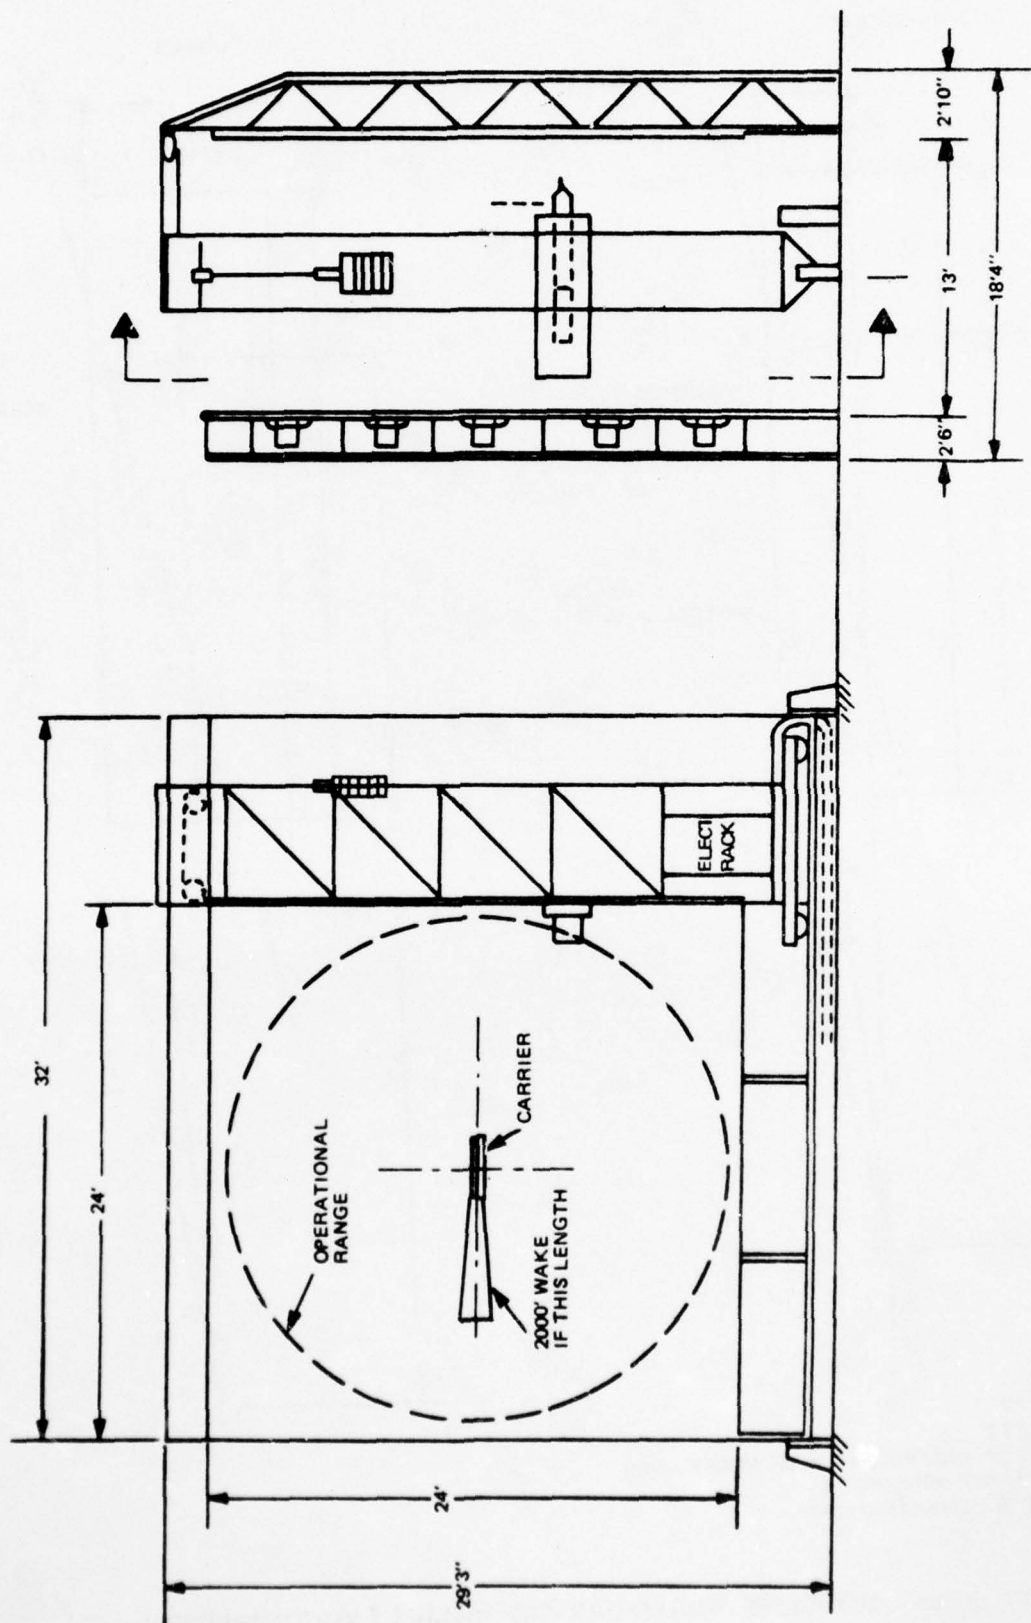 32'
24'
OPERATIONAL
RANGE
CARRIER
2000' WAKE
IF THIS LENGTH
ELECT
RACK
24'
29'3"
2'6"
13'
2'10"
18'4"